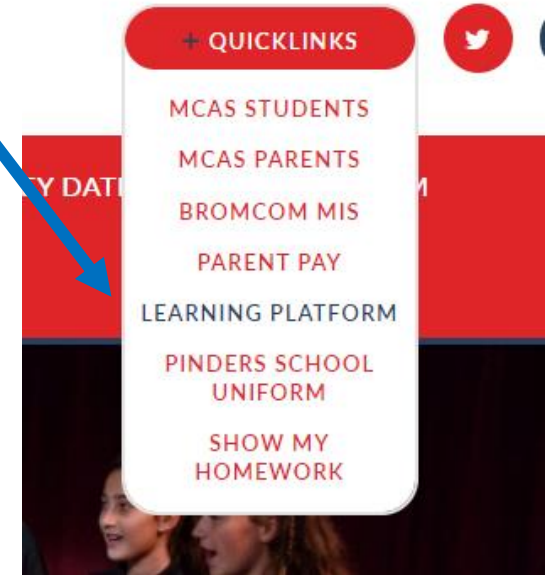 + QUICKLINKS
MCAS STUDENTS
MCAS PARENTS
BROMCOM MIS
PARENT PAY
LEARNING PLATFORM
PINDERS SCHOOL
UNIFORM
SHOW MY
HOMEWORK